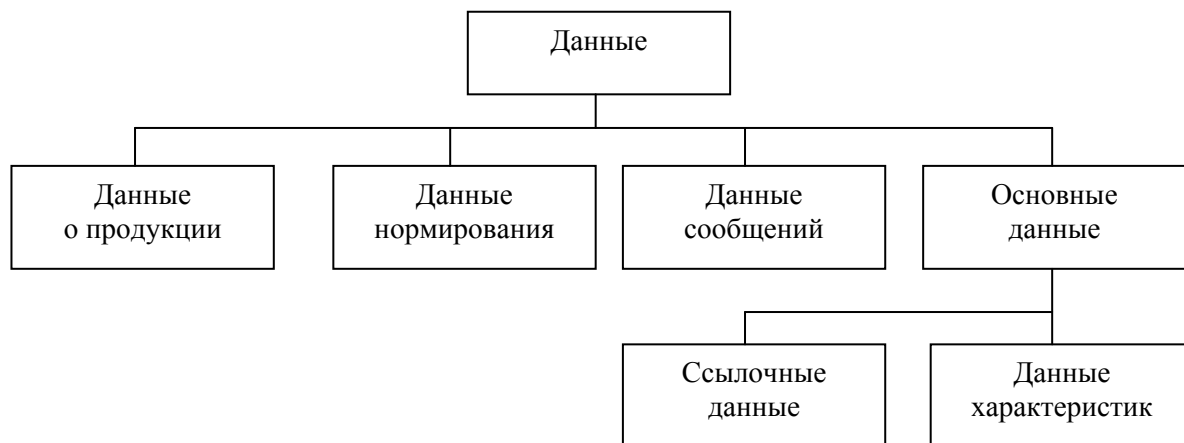 Данные
Данные
о продукции
Данные
нормирования
Данные
сообщений
Основные
данные
Ссылочные
данные
Данные
характеристик